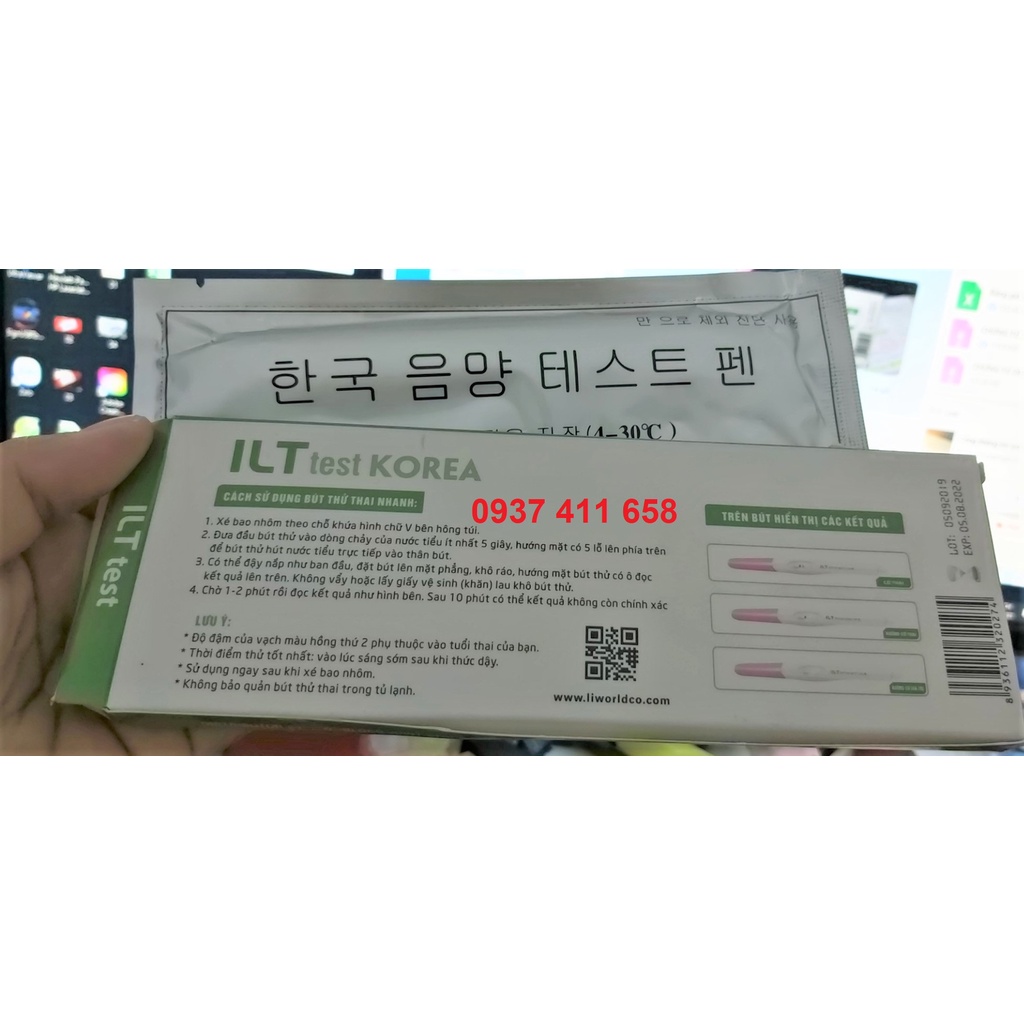 만 으로 체외 진단 사용
한국 음양 테스트 펜
(4-30℃)
ILT test KOREA
ILT test
CÁCH SỬ DỤNG BÚT THỬ THAI NHANH:
0937 411 658
1. Xé bao nhôm theo chỗ khứa hình chữ V bên hông túi.
2. Đưa đầu bút thử vào dòng chảy của nước tiểu ít nhất 5 giây, hướng mặt có 5 lỗ lên phía trên
để bút thử hút nước tiểu trực tiếp vào thân bút.
3. Có thể đậy nắp như ban đầu, đặt bút lên mặt phẳng, khô ráo, hướng mặt bút thử có ô đọc
kết quả lên trên. Không vẩy hoặc lấy giấy vệ sinh (khăn) lau khô bút thử.
4. Chờ 1-2 phút rồi đọc kết quả như hình bên. Sau 10 phút có thể kết quả không còn chính xác
LƯU Ý:
* Độ đậm của vạch màu hồng thứ 2 phụ thuộc vào tuổi thai của bạn.
* Thời điểm thử tốt nhất: vào lúc sáng sớm sau khi thức dậy.
* Sử dụng ngay sau khi xé bao nhôm.
* Không bảo quản bút thử thai trong tủ lạnh.
www.liworldco.com
TRÊN BÚT HIỂN THỊ CÁC KẾT QUẢ
LOT: 05092019
EXP: 05.08.2022
8 936112 320274